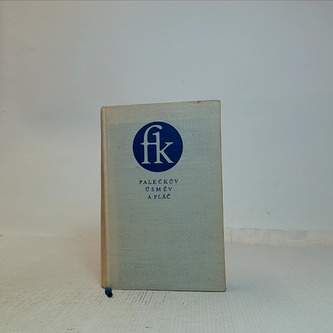 fk
PALEČKŮV
ÚSMĚV
A PLÁČ